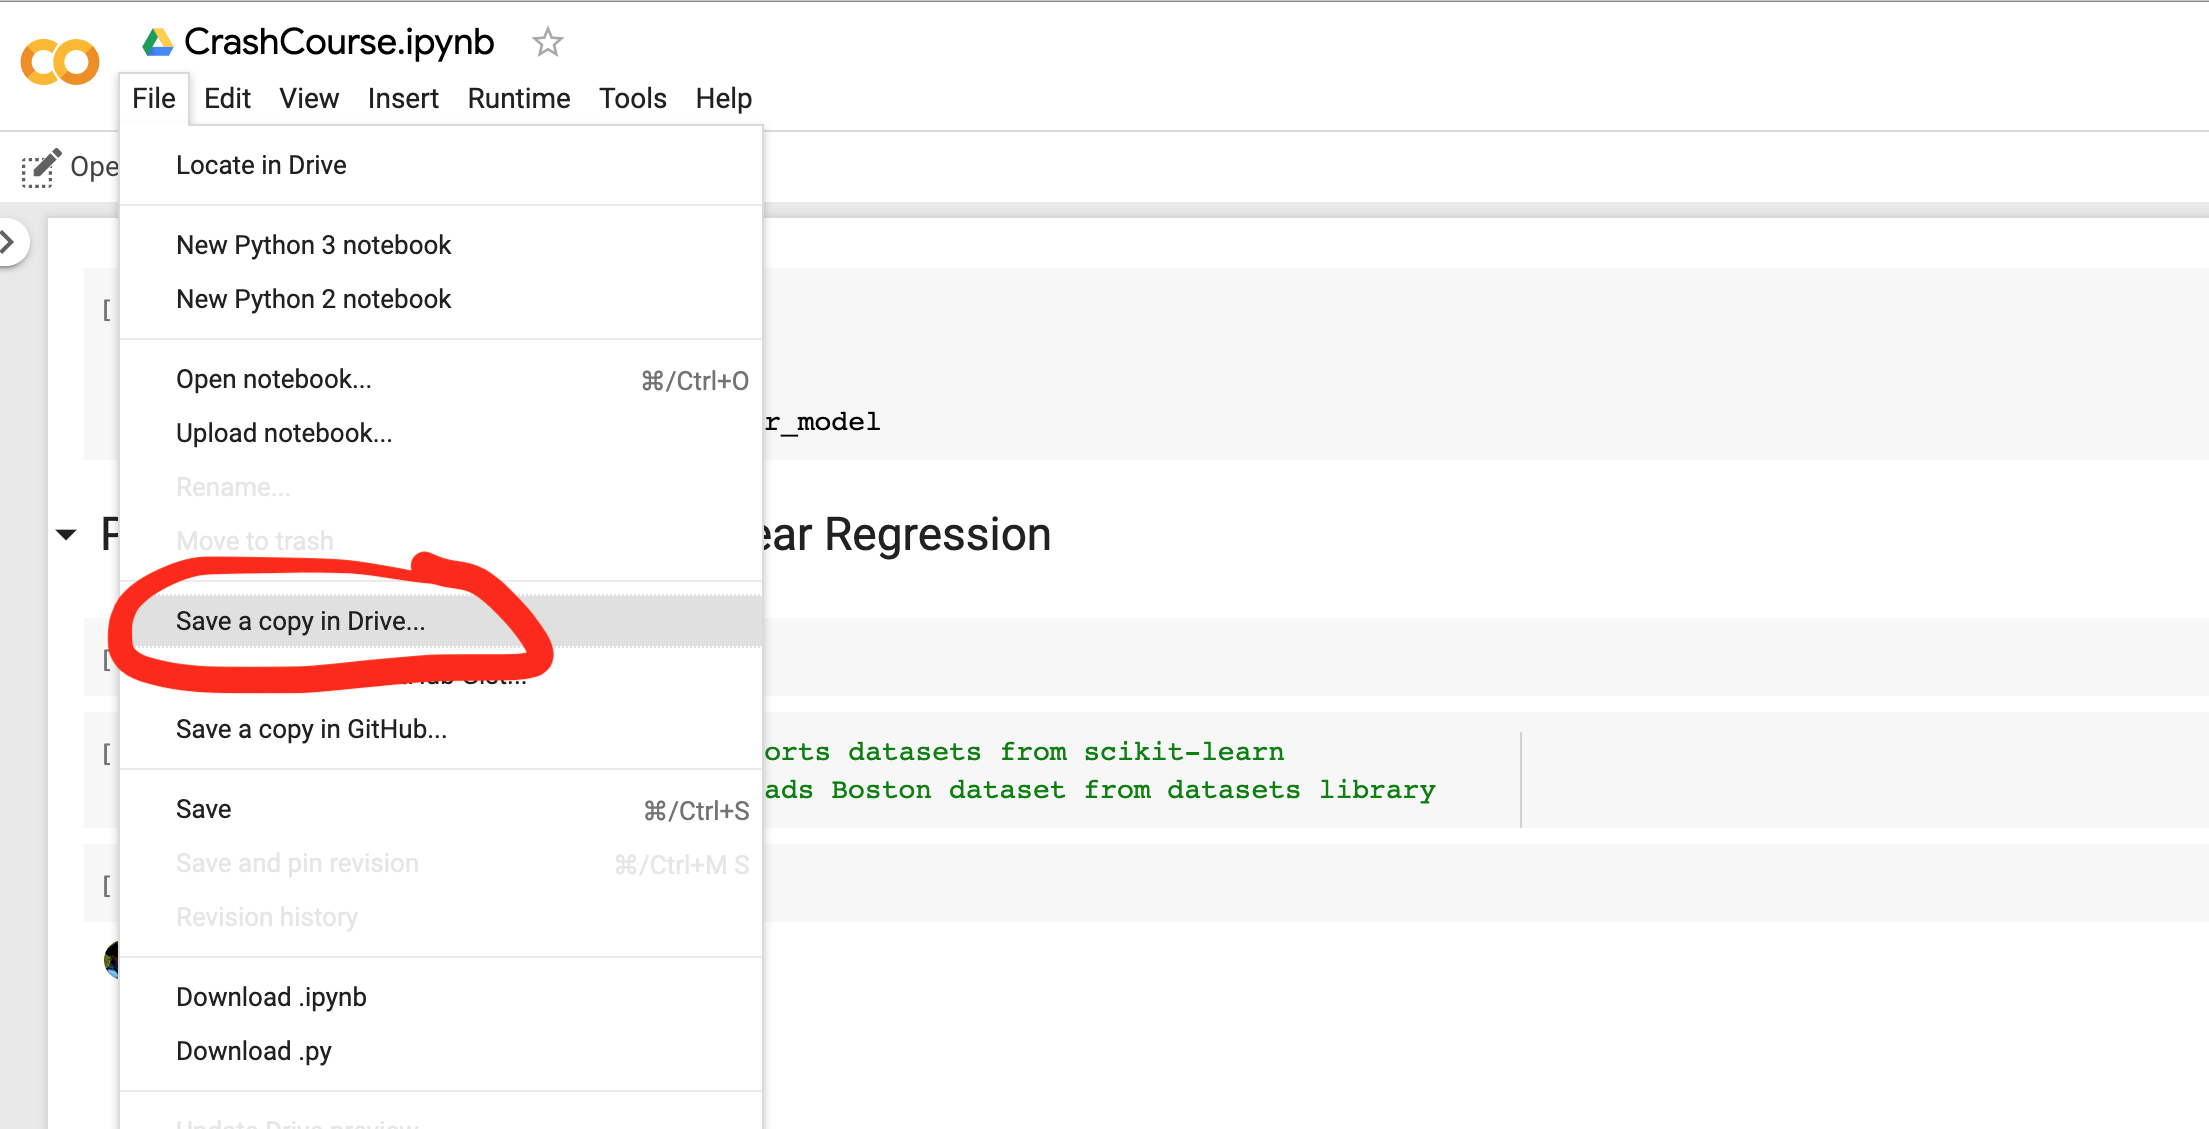 CrashCourse.ipynb
File Edit View Insert Runtime Tools Help
Ope
Locate in Drive
New Python 3 notebook
New Python 2 notebook
[
Open notebook... ⌘/Ctrl+O
r_model
Upload notebook...
Rename...
ear Regression
Move to trash
Save a copy in Drive...
[
Save a copy in GitHub...
[
orts datasets from scikit-learn
ads Boston dataset from datasets library
Save ⌘/Ctrl+S
Save and pin revision ⌘/Ctrl+M S
[
Revision history
Download .ipynb
Download .py
Update Drive preview